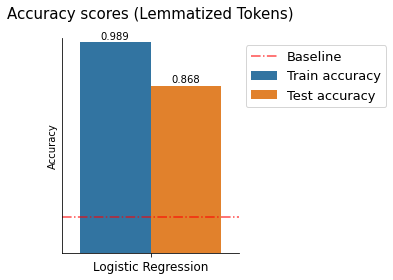 Accuracy scores (Lemmatized Tokens)
0.989
0.868
Accuracy
Logistic Regression
Baseline
Train accuracy
Test accuracy